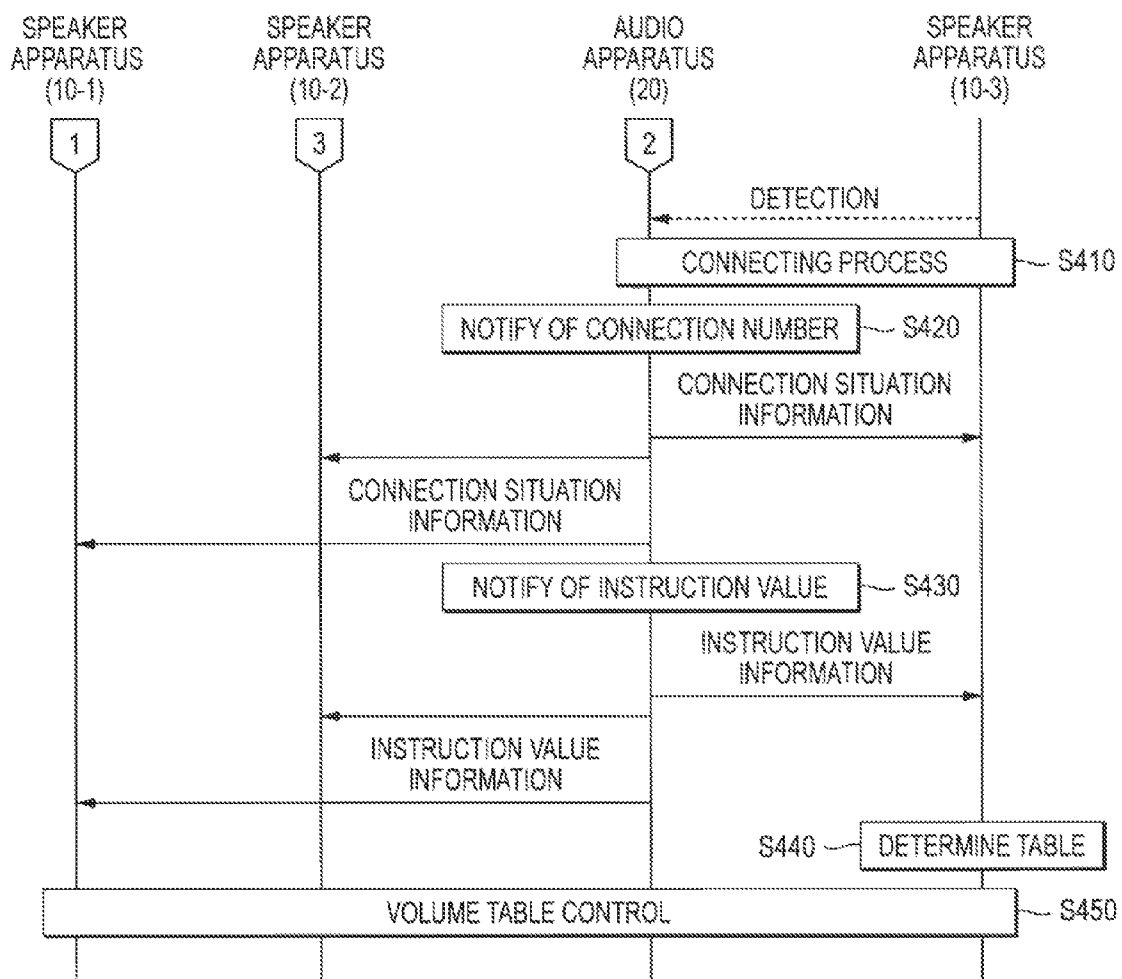 SPEAKER
APPARATUS
(10-1)
SPEAKER
APPARATUS
(10-2)
AUDIO
APPARATUS
(20)
SPEAKER
APPARATUS
(10-3)
1
3
2
DETECTION
CONNECTING PROCESS
S410
NOTIFY OF CONNECTION NUMBER
S420
CONNECTION SITUATION
INFORMATION
CONNECTION SITUATION
INFORMATION
NOTIFY OF INSTRUCTION VALUE
S430
INSTRUCTION VALUE
INFORMATION
INSTRUCTION VALUE
INFORMATION
S440
DETERMINE TABLE
VOLUME TABLE CONTROL
S450